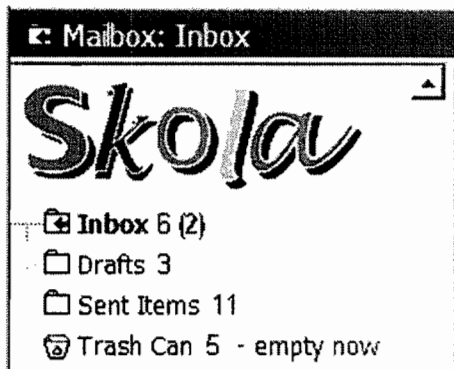 Mailbox: Inbox
Skola
Inbox 6 (2)
Drafts 3
Sent Items 11
Trash Can 5 - empty now